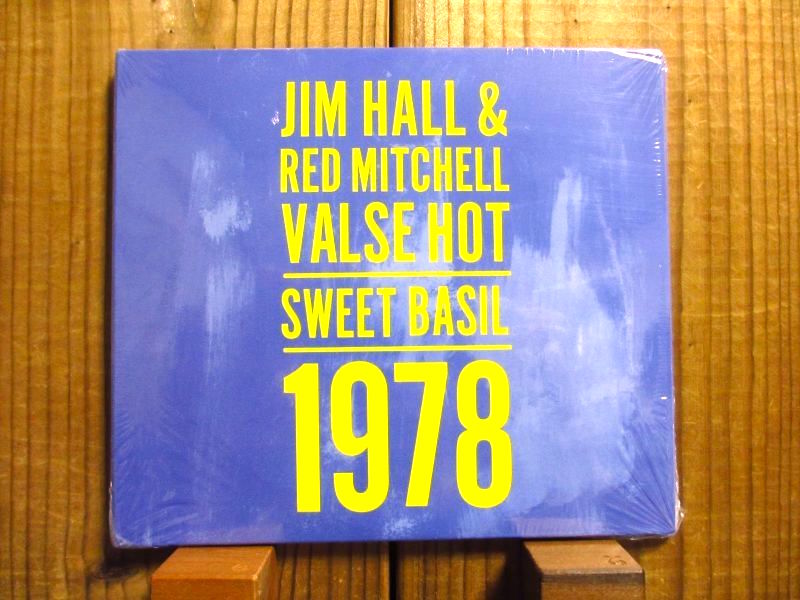 JIM HALL &
RED MITCHELL
VALSE HOT
SWEET BASIL
1978